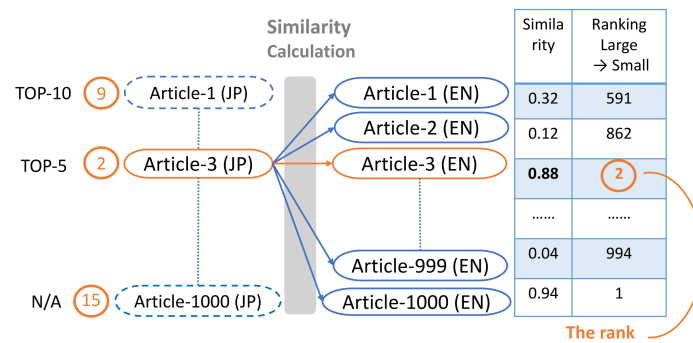 Similarity
Calculation
Simila
rity
Ranking
Large
→ Small
TOP-10 9 Article-1 (JP) Article-1 (EN) 0.32 591
Article-2 (EN) 0.12 862
TOP-5 2 Article-3 (JP) Article-3 (EN) 0.88 2
...... ......
Article-999 (EN) 0.04 994
N/A 15 Article-1000 (JP) Article-1000 (EN) 0.94 1
The rank